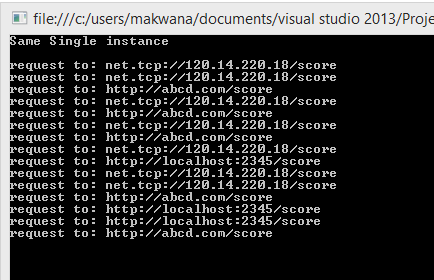 file:///c:/users/makwana/documents/visual studio 2013/Proje
Same Single instance
request to: net.tcp://120.14.220.18/score
request to: net.tcp://120.14.220.18/score
request to: http://abcd.com/score
request to: net.tcp://120.14.220.18/score
request to: http://abcd.com/score
request to: net.tcp://120.14.220.18/score
request to: http://abcd.com/score
request to: net.tcp://120.14.220.18/score
request to: http://localhost:2345/score
request to: net.tcp://120.14.220.18/score
request to: net.tcp://120.14.220.18/score
request to: http://abcd.com/score
request to: http://localhost:2345/score
request to: http://localhost:2345/score
request to: http://abcd.com/score